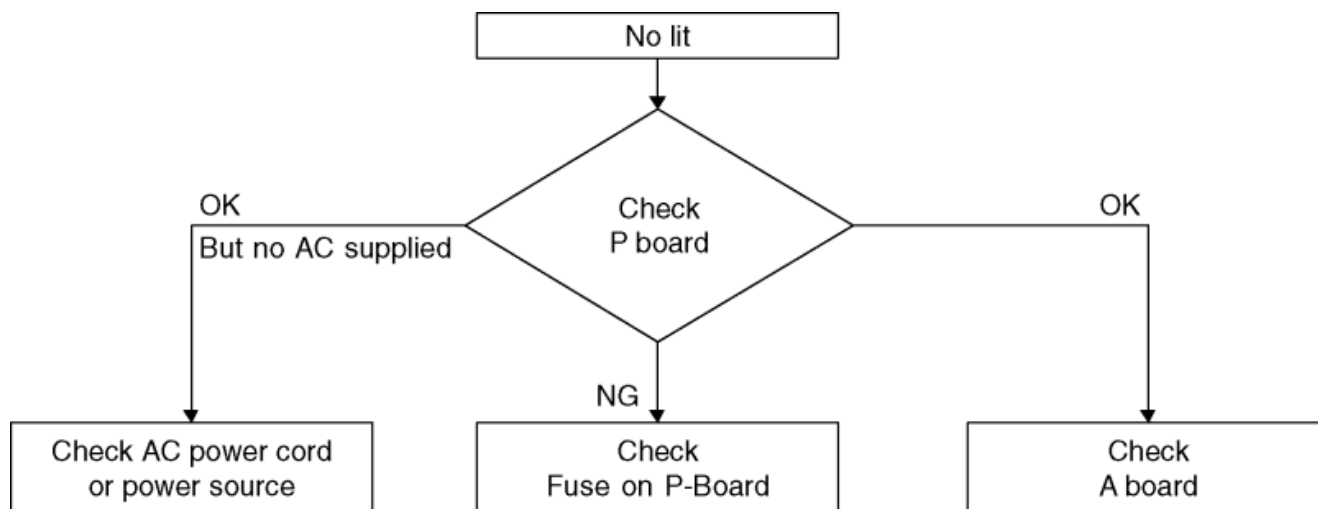 No lit
Check
P board
OK
But no AC supplied
OK
NG
Check AC power cord
or power source
Check
Fuse on P-Board
Check
A board